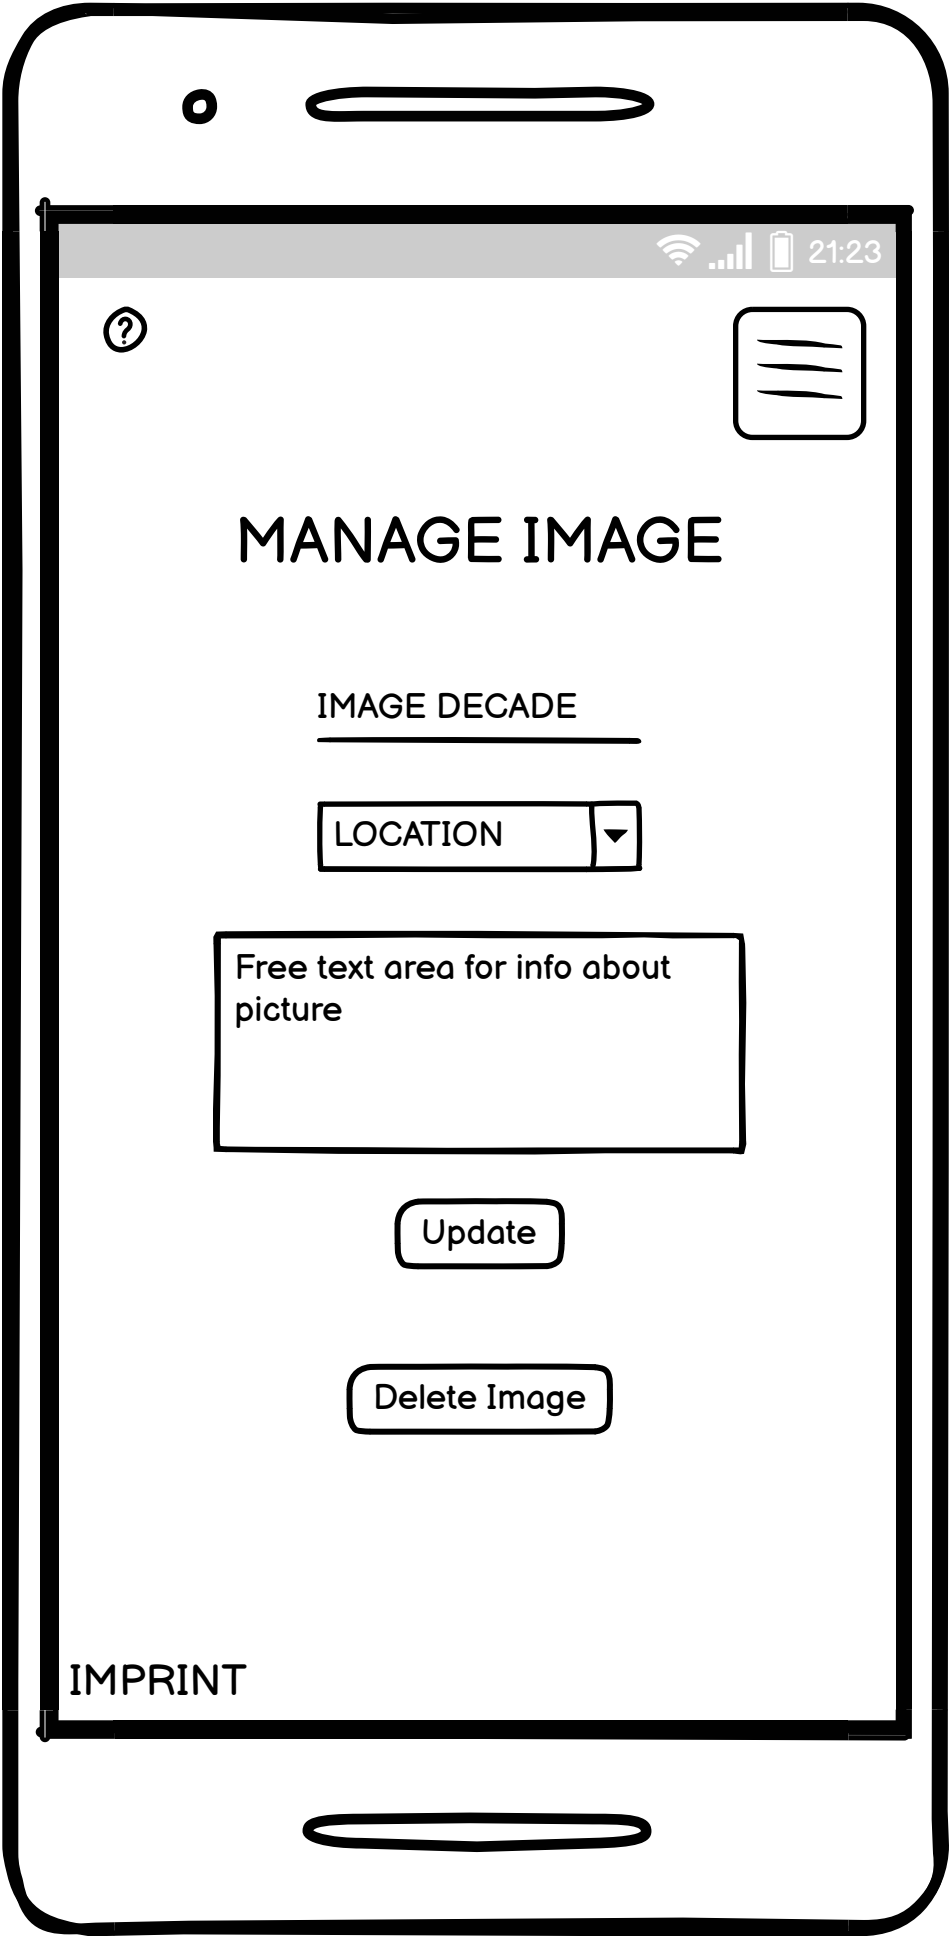 21:23
?
MANAGE IMAGE
IMAGE DECADE
LOCATION
Free text area for info about
picture
Update
Delete Image
IMPRINT